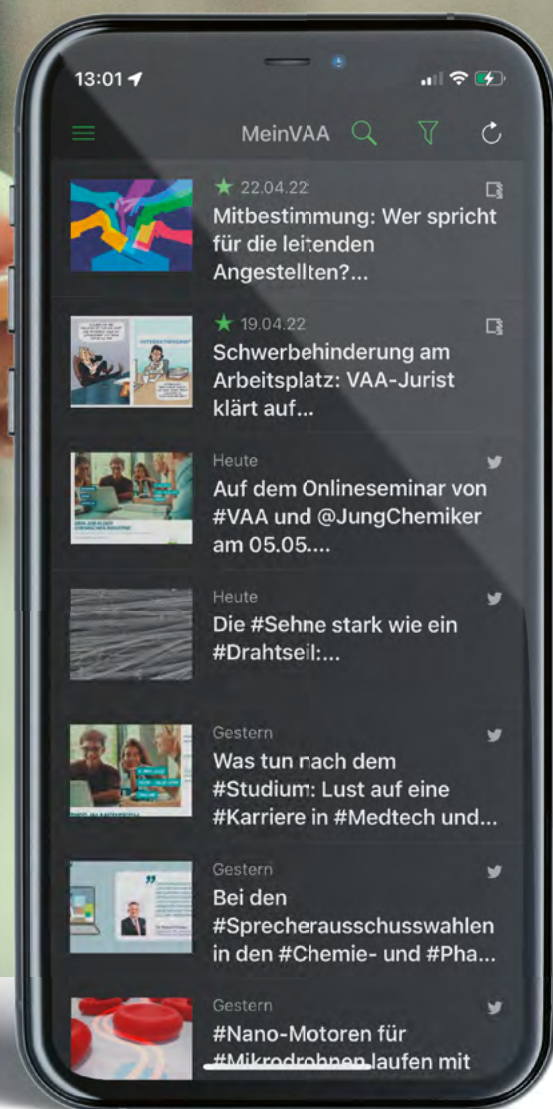 13:01
MeinVAA
22.04.22
Mitbestimmung: Wer spricht
für die leitenden
Angestellten?...
19.04.22
Schwerbehinderung am
Arbeitsplatz: VAA-Jurist
klärt auf...
Heute
Auf dem Onlineseminar von
#VAA und @JungChemiker
am 05.05....
Heute
Die #Sehne stark wie ein
#Drahtseil:...
Gestern
Was tun nach dem
#Studium: Lust auf eine
#Karriere in #Medtech und...
Gestern
Bei den
#Sprecherausschusswahlen
in den #Chemie- und #Pha...
Gestern
#Nano-Motoren für
#Mikrodrohnen laufen mit